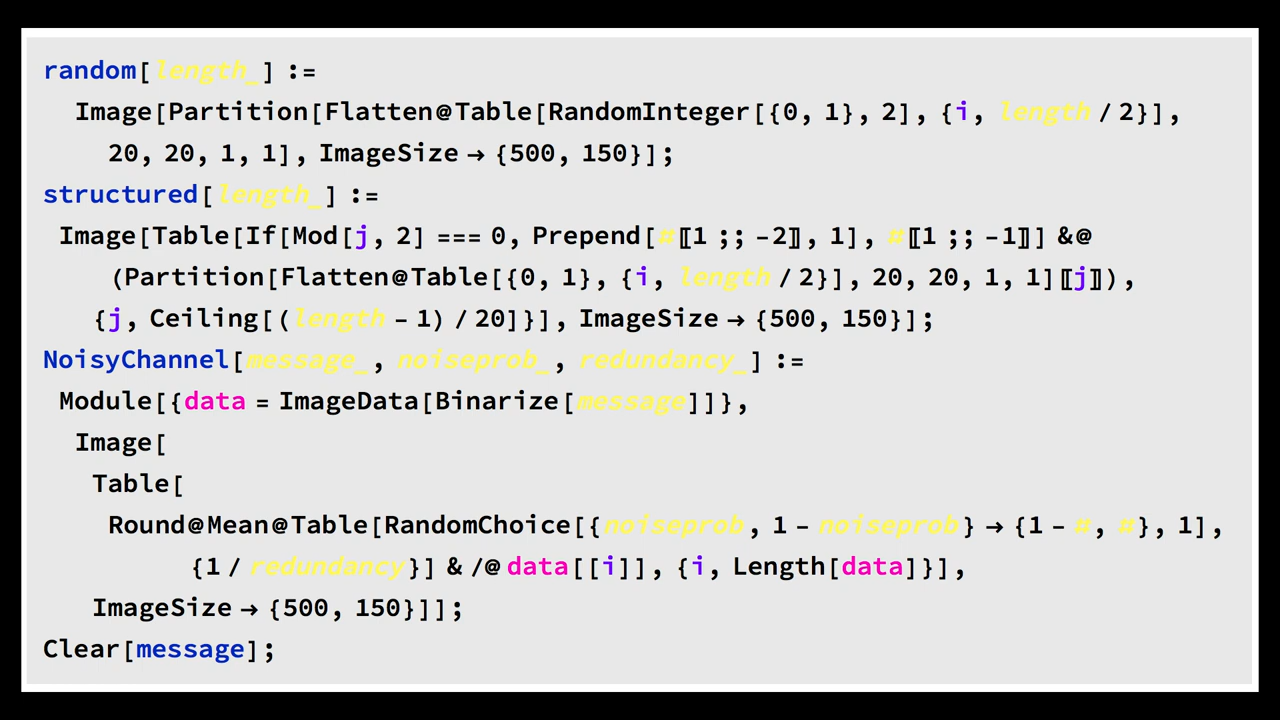 random[length_] :=
Image[Partition[Flatten@Table[RandomInteger[{0, 1}, 2], {i, length / 2}],
20, 20, 1, 1], ImageSize → {500, 150}];
structured[length_] :=
Image[Table[If[Mod[j, 2] === 0, Prepend[#〚1 ;; -2〛, 1], #〚1 ;; -1〛] &@
(Partition[Flatten@Table[{0, 1}, {i, length / 2}], 20, 20, 1, 1]〚j〛),
{j, Ceiling[(length - 1) / 20]}], ImageSize → {500, 150}];
NoisyChannel[message_, noiseprob_, redundancy_] :=
Module[{data = ImageData[Binarize[message]]},
Image[
Table[
Round@Mean@Table[RandomChoice[{noiseprob, 1 - noiseprob} → {1 - #, #}, 1],
{1 / redundancy}] & /@ data[[i]], {i, Length[data]}],
ImageSize → {500, 150}]];
Clear[message];